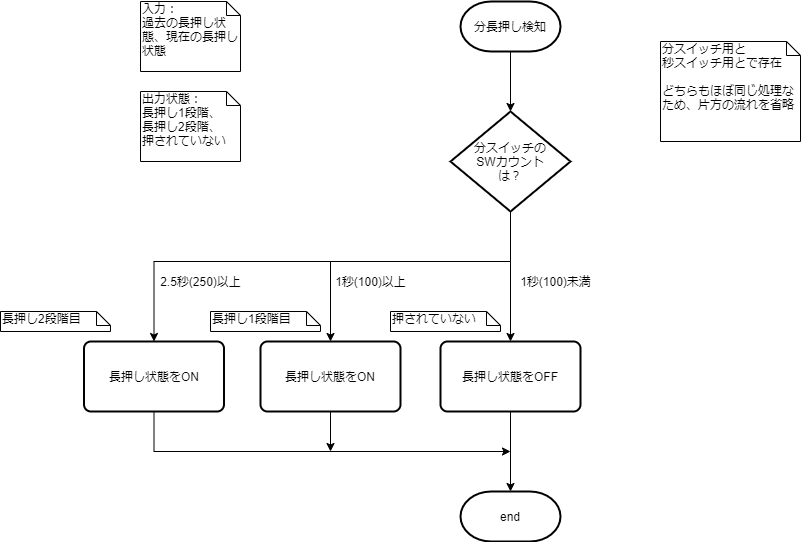 入力：
過去の長押し状
態、現在の長押し
状態
出力状態：
長押し1段階、
長押し2段階、
押されていない
分長押し検知
分スイッチ用と
秒スイッチ用とで存在
どちらもほぼ同じ処理な
ため、片方の流れを省略
分スイッチの
SWカウント
は？
2.5秒(250)以上
1秒(100)以上
1秒(100)未満
長押し2段階目
長押し1段階目
押されていない
長押し状態をON
長押し状態をON
長押し状態をOFF
end